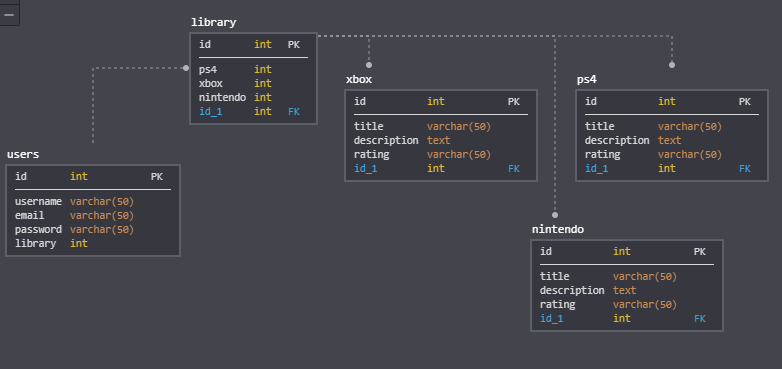 library
id int PK
ps4 int
xbox int
nintendo int
id_1 int FK
xbox
id int PK
title varchar(50)
description text
rating varchar(50)
id_1 int FK
ps4
id int PK
title varchar(50)
description text
rating varchar(50)
id_1 int FK
users
id int PK
username varchar(50)
email varchar(50)
password varchar(50)
library int
nintendo
id int PK
title varchar(50)
description text
rating varchar(50)
id_1 int FK